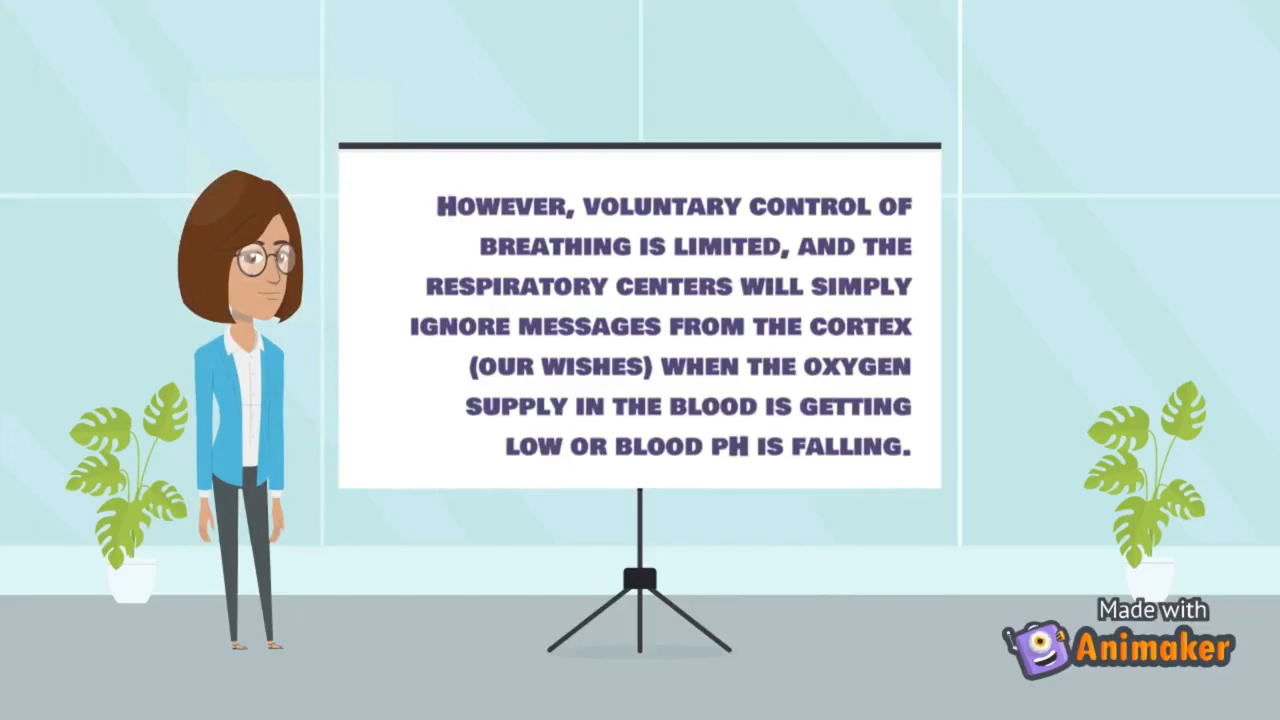 However, voluntary control of
breathing is limited, and the
respiratory centers will simply
ignore messages from the cortex
(our wishes) when the oxygen
supply in the blood is getting
low or blood pH is falling.
Made with
Animaker